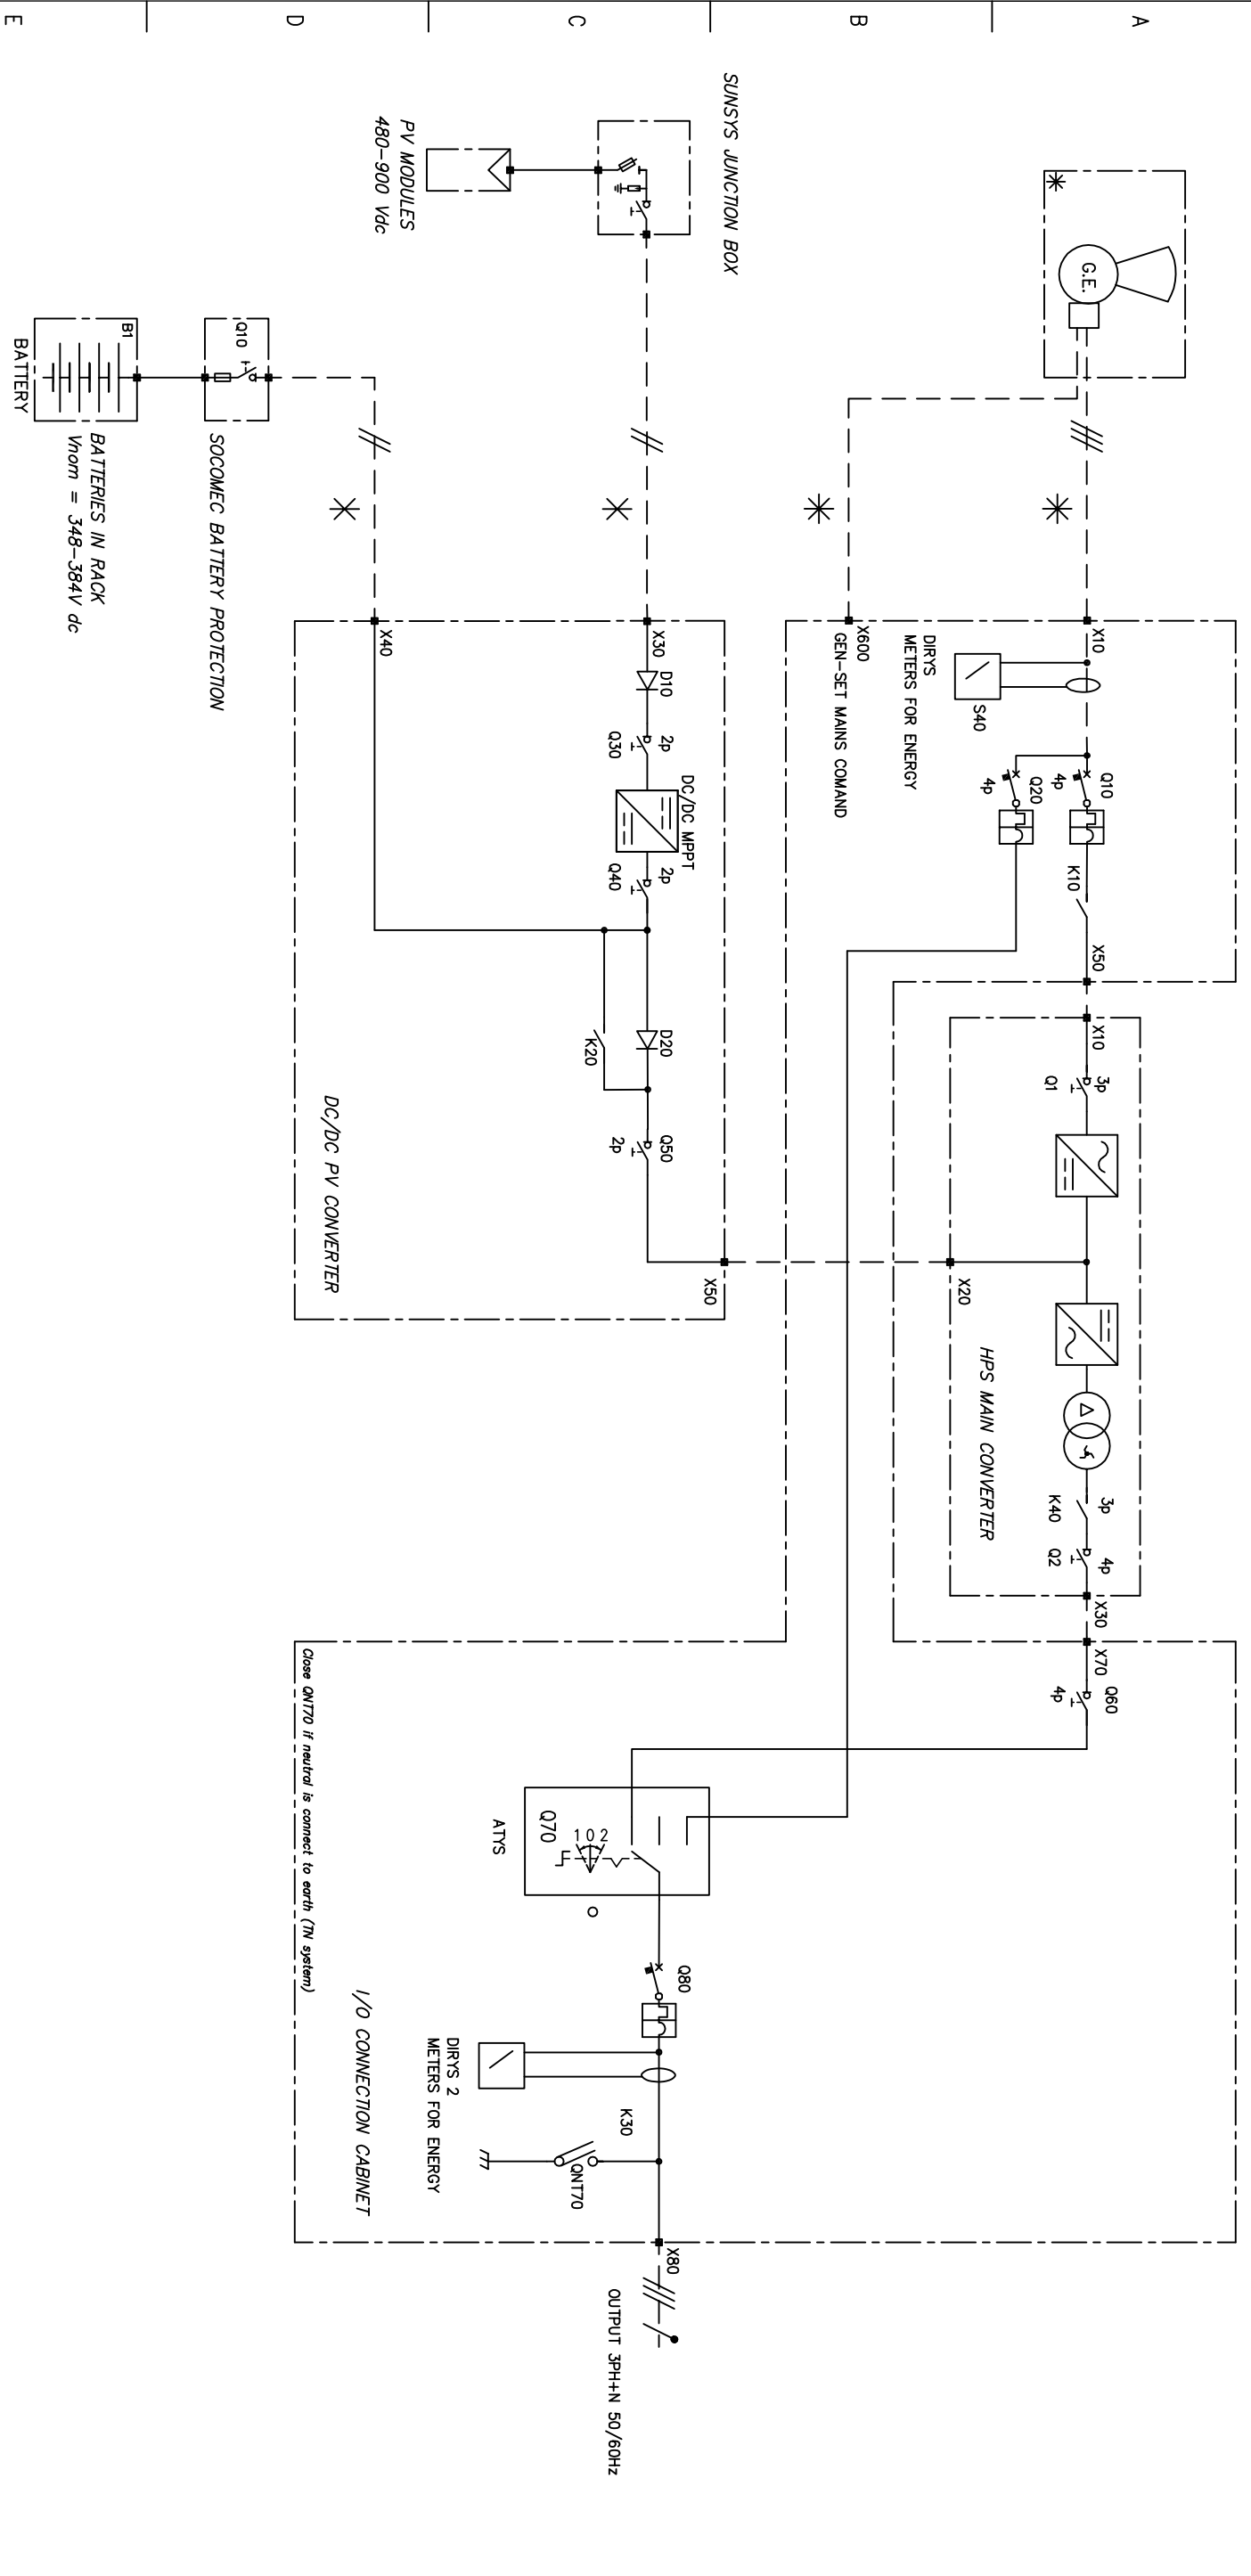 A
B
C
D
E
G.E.
SUNSYS JUNCTION BOX
PV MODULES
480-900 Vdc
Q10
SOCOMEC BATTERY PROTECTION
B1
BATTERY
BATTERIES IN RACK
Vnom = 348-384V dc
X10
S40
DIRYS
METERS FOR ENERGY
X600
GEN-SET MAINS COMAND
Q10
4p
Q20
4p
K10
X50
X10
3p
Q1
X20
HPS MAIN CONVERTER
3p
K40
4p
Q2
X30
X30
D10
2p
Q30
DC/DC MPPT
2p
Q40
X40
D20
K20
Q50
2p
X50
DC/DC PV CONVERTER
X70
Q60
4p
Q70
1 0 2
ATYS
Q80
DIRYS 2
METERS FOR ENERGY
K30
QNT70
X80
OUTPUT 3PH+N 50/60Hz
I/O CONNECTION CABINET
Close QNT70 if neutral is connect to earth (TN system)